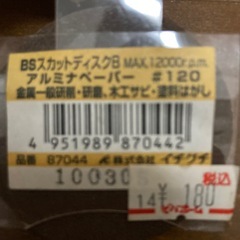 BSスカットディスクB MAX.12000r.p.m.
アルミナペーパー #120
金属一般研削・研磨、木工サビ・塗料はがし
4 951989 870442
品番 87044 株式会社 イチグチ
10030
税込
14 ¥ 180